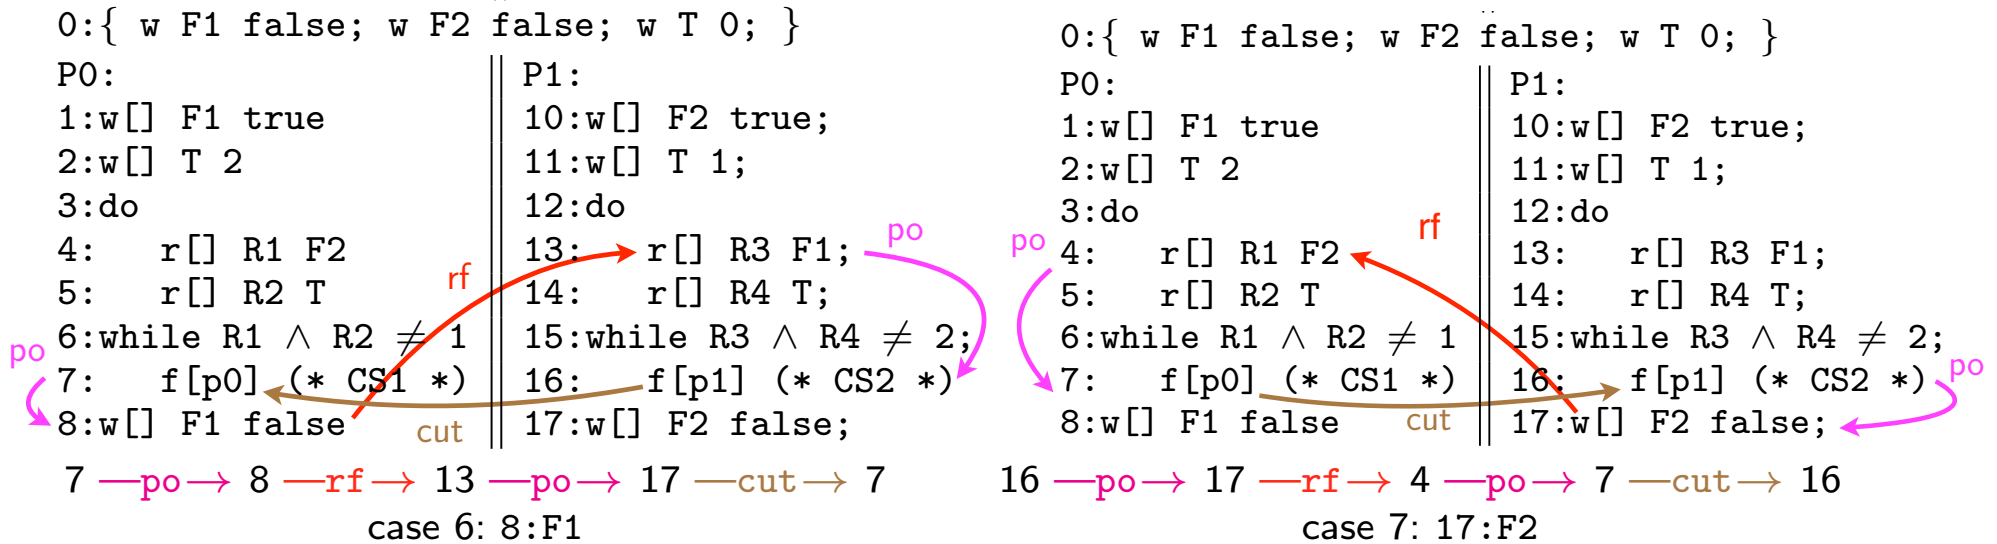 0:{ w F1 false; w F2 false; w T 0; }
P0:
1:w[] F1 true
2:w[] T 2
3:do
4: r[] R1 F2
5: r[] R2 T
6:while R1 ∧ R2 ≠ 1
7: f[p0] (* CS1 *)
8:w[] F1 false
P1:
10:w[] F2 true;
11:w[] T 1;
12:do
13: r[] R3 F1;
14: r[] R4 T;
15:while R3 ∧ R4 ≠ 2;
16: f[p1] (* CS2 *)
17:w[] F2 false;
po
rf
po
cut
7 —po→ 8 —rf→ 13 —po→ 17 —cut→ 7
case 6: 8:F1
0:{ w F1 false; w F2 false; w T 0; }
P0:
1:w[] F1 true
2:w[] T 2
3:do
4: r[] R1 F2
5: r[] R2 T
6:while R1 ∧ R2 ≠ 1
7: f[p0] (* CS1 *)
8:w[] F1 false
P1:
10:w[] F2 true;
11:w[] T 1;
12:do
13: r[] R3 F1;
14: r[] R4 T;
15:while R3 ∧ R4 ≠ 2;
16: f[p1] (* CS2 *)
17:w[] F2 false;
po
rf
po
cut
16 —po→ 17 —rf→ 4 —po→ 7 —cut→ 16
case 7: 17:F2